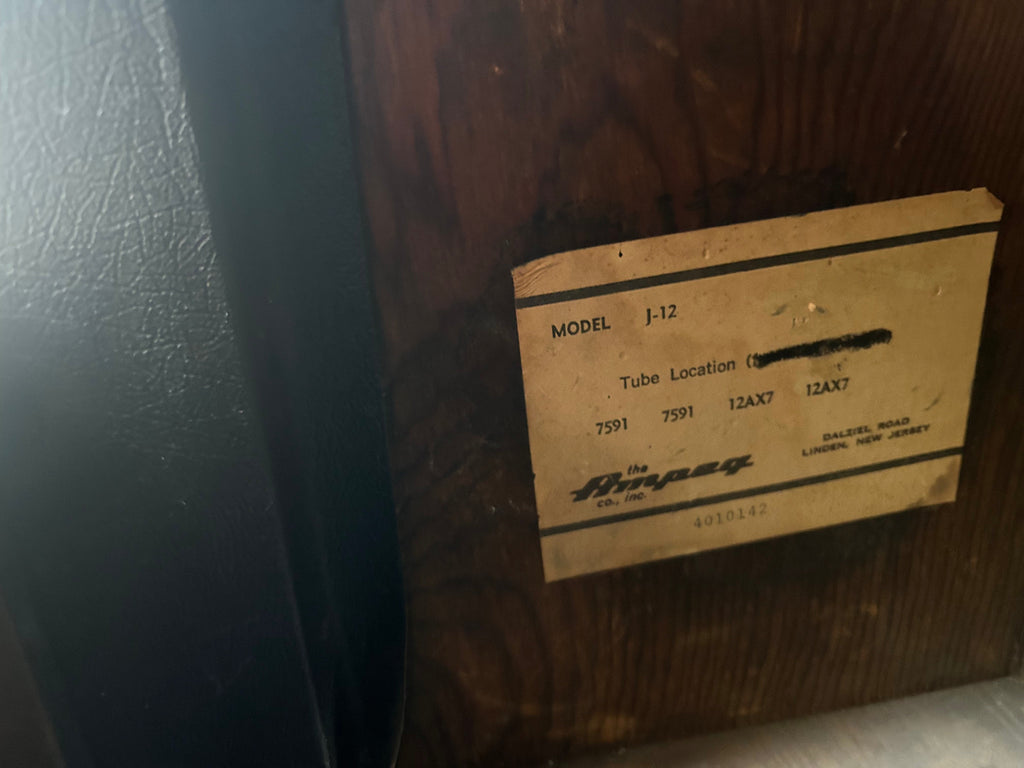 MODEL J-12
Tube Location (
7591 7591 12AX7 12AX7
DALZIEL ROAD
LINDEN, NEW JERSEY
the
Ampeg
co., inc.
4010142